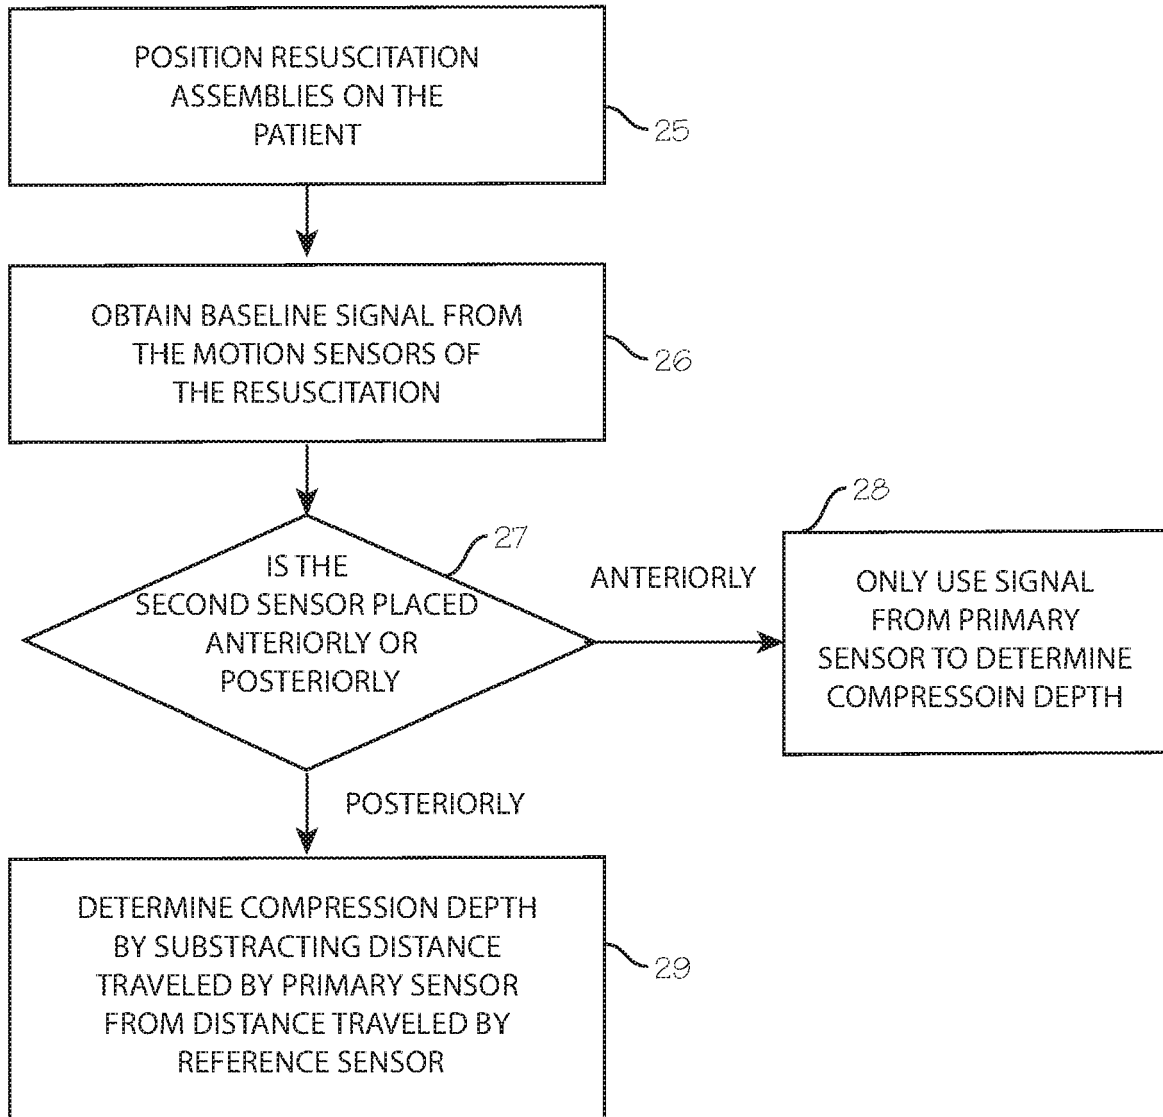 POSITION RESUSCITATION
ASSEMBLIES ON THE
PATIENT
25
OBTAIN BASELINE SIGNAL FROM
THE MOTION SENSORS OF
THE RESUSCITATION
26
IS THE
SECOND SENSOR PLACED
ANTERIORLY OR
POSTERIORLY
27
ANTERIORLY
28
ONLY USE SIGNAL
FROM PRIMARY
SENSOR TO DETERMINE
COMPRESSOIN DEPTH
POSTERIORLY
DETERMINE COMPRESSION DEPTH
BY SUBSTRACTING DISTANCE
TRAVELED BY PRIMARY SENSOR
FROM DISTANCE TRAVELED BY
REFERENCE SENSOR
29